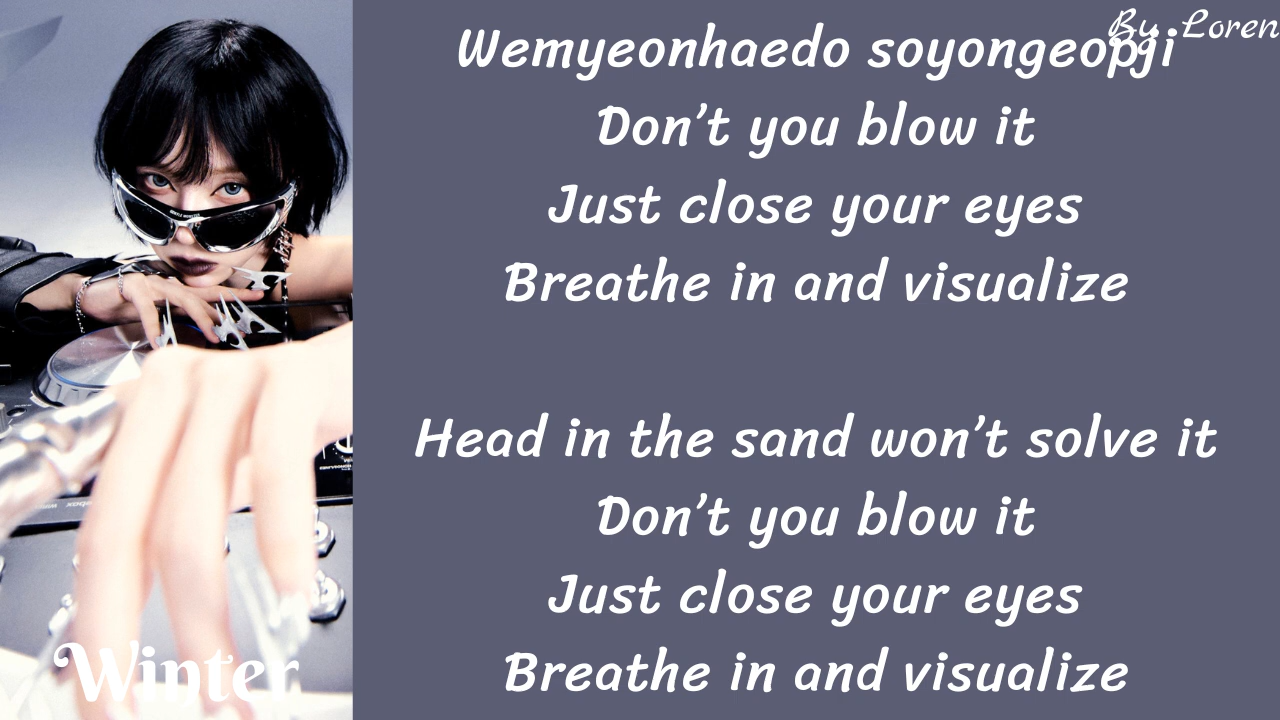 By Loren
Wemyeonhaedo soyongeopji
Don't you blow it
Just close your eyes
Breathe in and visualize
Head in the sand won't solve it
Don't you blow it
Just close your eyes
Breathe in and visualize
Winter